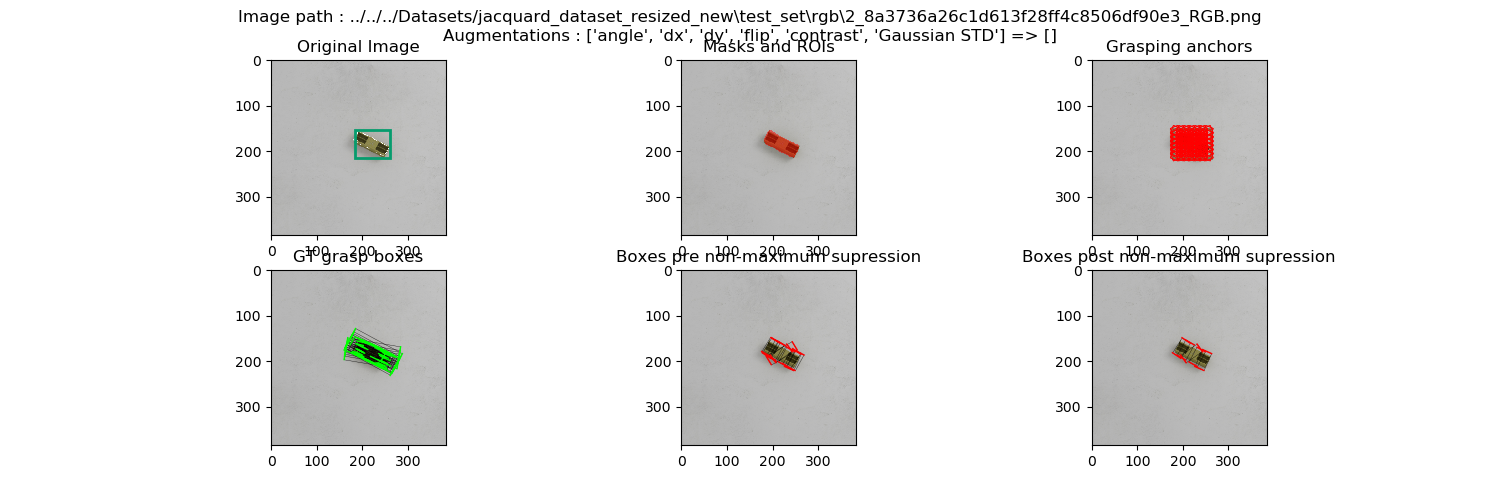 Image path : ../../../Datasets/jacquard_dataset_resized_new\test_set\rgb\2_8a3736a26c1d613f28ff4c8506df90e3_RGB.png
Augmentations : ['angle', 'dx', 'dy', 'flip', 'contrast', 'Gaussian STD'] => []
Original Image
Masks and ROIs
Grasping anchors
0
100
200
300
0 100 200 300
0
100
200
300
0 100 200 300
0
100
200
300
0 100 200 300
GT grasp boxes
Boxes pre non-maximum supression
Boxes post non-maximum supression
0
100
200
300
0 100 200 300
0
100
200
300
0 100 200 300
0
100
200
300
0 100 200 300